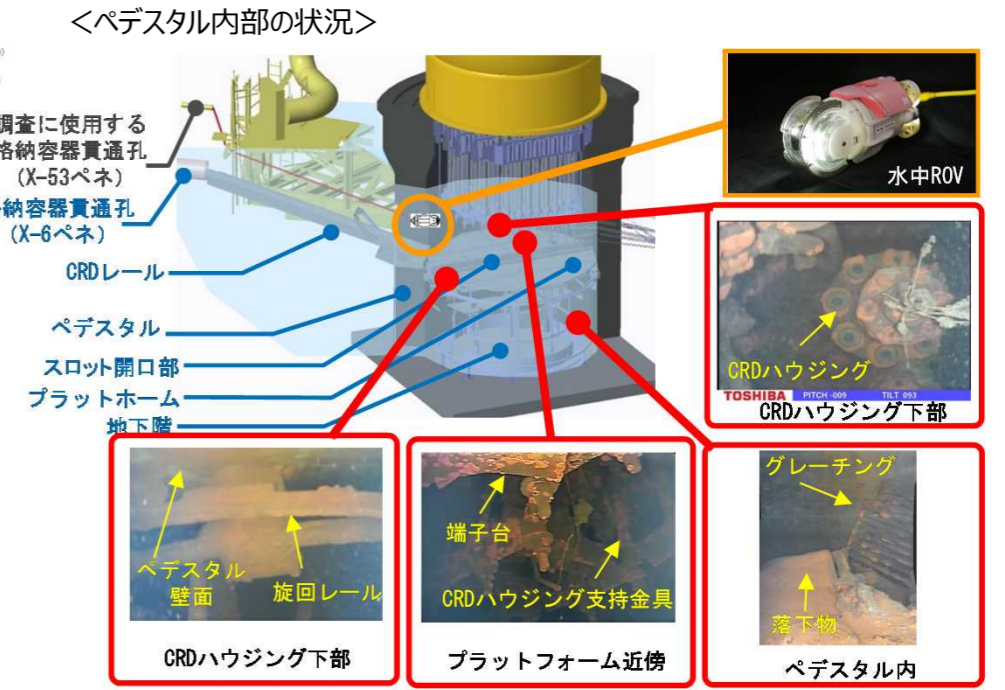 <ペデスタル内部の状況>
調査に使用する
格納容器貫通孔
(X-53ペネ)
納容器貫通孔
(X-6ペネ)
CRDレール
ペデスタル
スロット開口部
プラットホーム
地下階
水中ROV
CRDハウジング
TOSHIBA PITCH -009 TILT 093
CRDハウジング下部
ペデスタル
壁面
旋回レール
CRDハウジング下部
端子台
CRDハウジング支持金具
プラットフォーム近傍
グレーチング
落下物
ペデスタル内